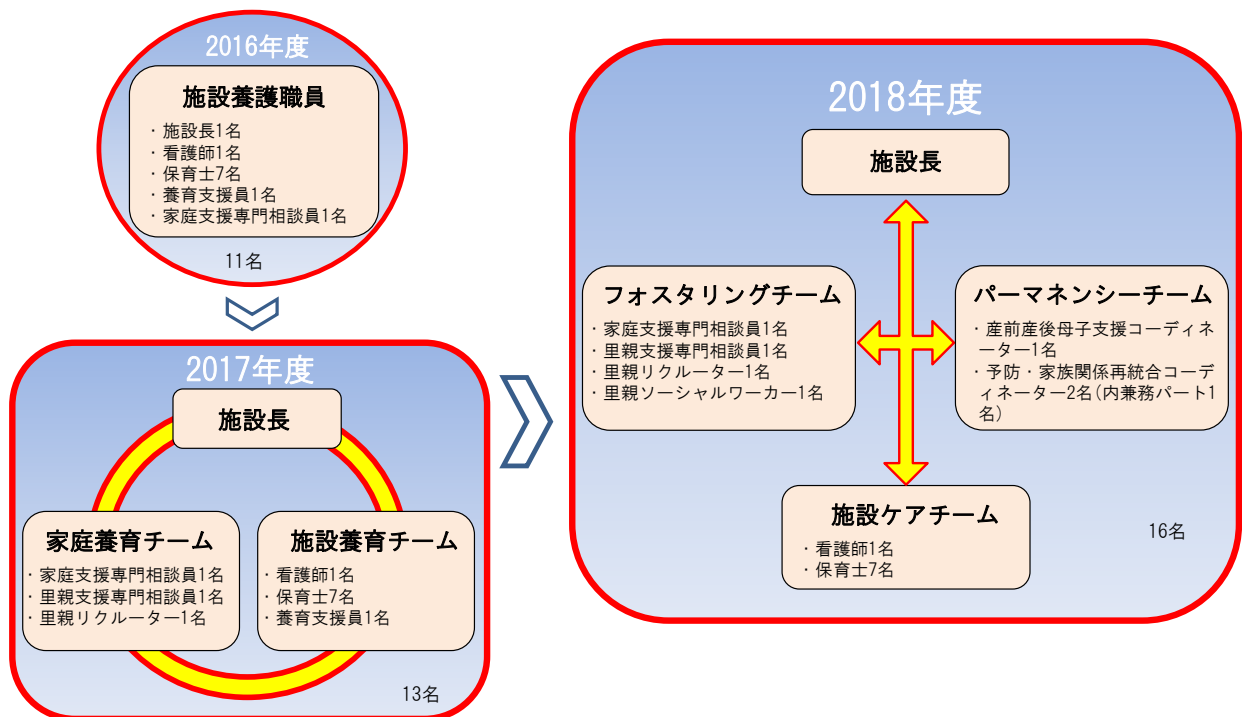 2016年度
施設養護職員
・施設長1名
・看護師1名
・保育士7名
・養育支援員1名
・家庭支援専門相談員1名
11名
2017年度
施設長
家庭養育チーム
・家庭支援専門相談員1名
・里親支援専門相談員1名
・里親リクルーター1名
施設養育チーム
・看護師1名
・保育士7名
・養育支援員1名
13名
2018年度
施設長
フォスタリングチーム
・家庭支援専門相談員1名
・里親支援専門相談員1名
・里親リクルーター1名
・里親ソーシャルワーカー1名
パーマネンシーチーム
・産前産後母子支援コーディネ
ーター1名
・予防・家族関係再統合コーデ
ィネーター2名(内兼務パート1
名)
施設ケアチーム
・看護師1名
・保育士7名
16名